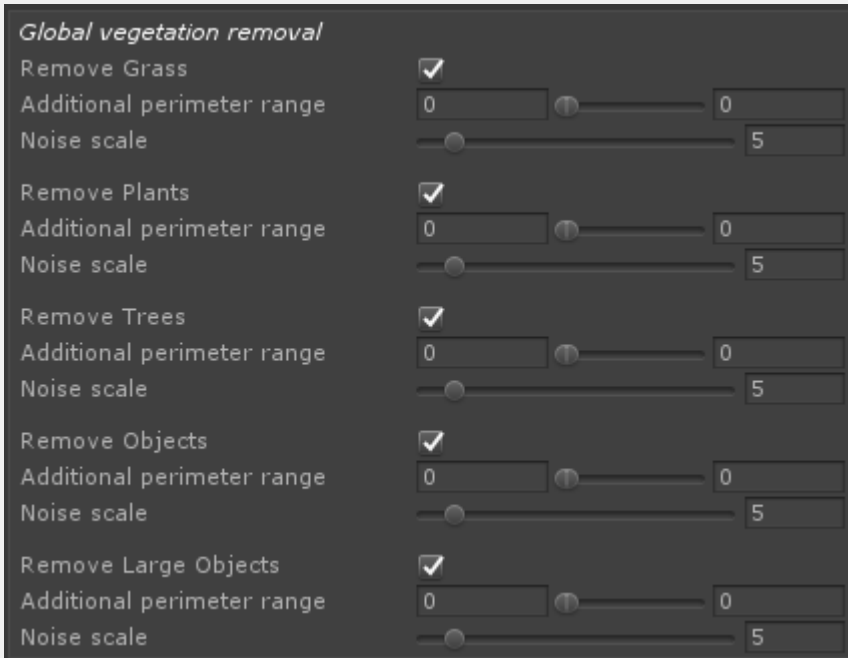 Global vegetation removal
Remove Grass
Additional perimeter range 0 0
Noise scale 5
Remove Plants
Additional perimeter range 0 0
Noise scale 5
Remove Trees
Additional perimeter range 0 0
Noise scale 5
Remove Objects
Additional perimeter range 0 0
Noise scale 5
Remove Large Objects
Additional perimeter range 0 0
Noise scale 5